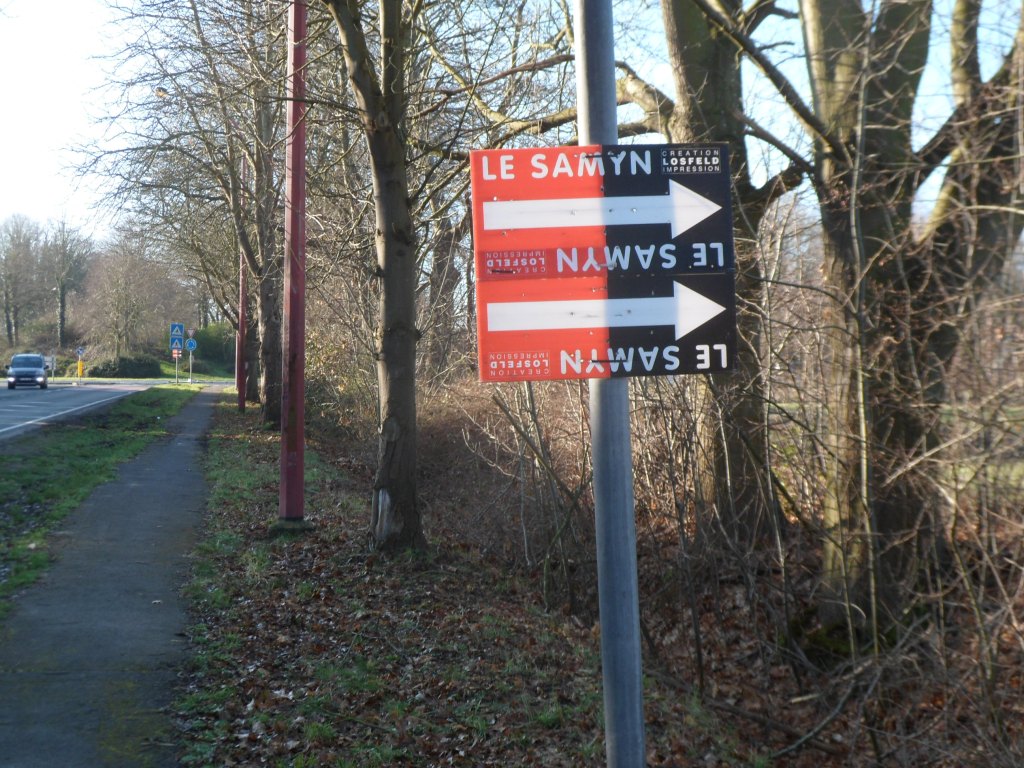 LE SAMYN
CREATION
LOSFELD
IMPRESSION
LE SAMYN
CREATION
LOSFELD
IMPRESSION
LE SAMYN
CREATION
LOSFELD
IMPRESSION